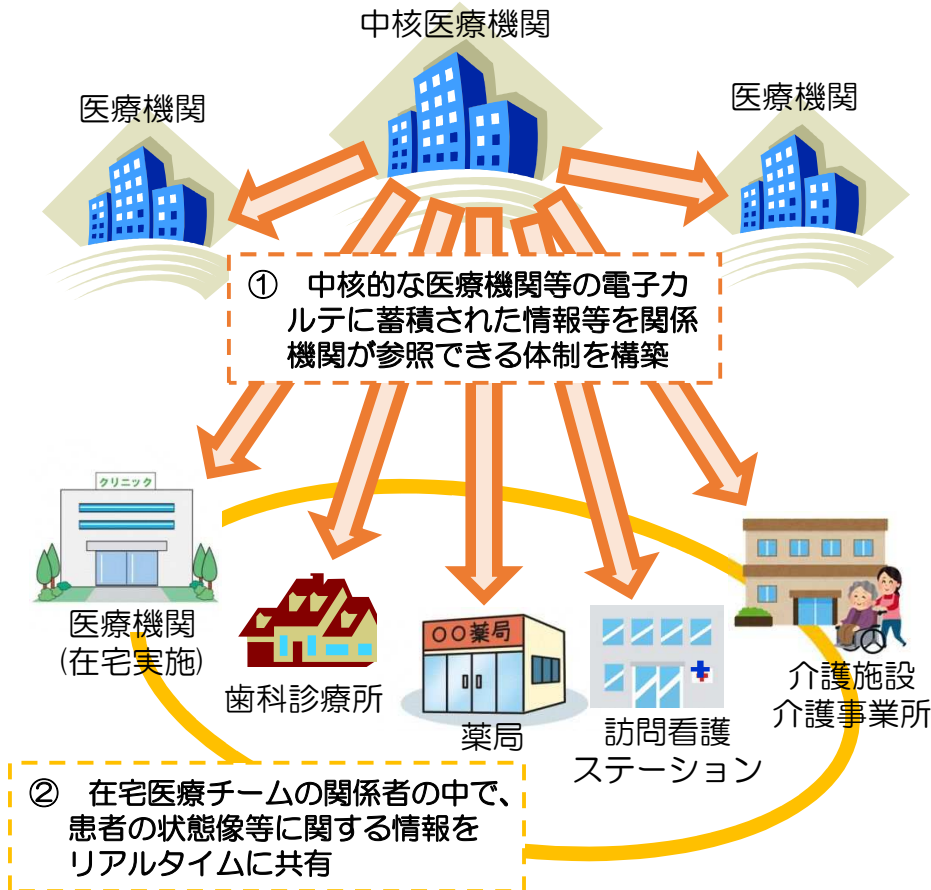 中核医療機関
医療機関
医療機関
① 中核的な医療機関等の電子カ
ルテに蓄積された情報等を関係
機関が参照できる体制を構築
クリニック
医療機関
(在宅実施)
歯科診療所
〇〇薬局
薬局
訪問看護
ステーション
介護施設
介護事業所
② 在宅医療チームの関係者の中で、
患者の状態像等に関する情報を
リアルタイムに共有